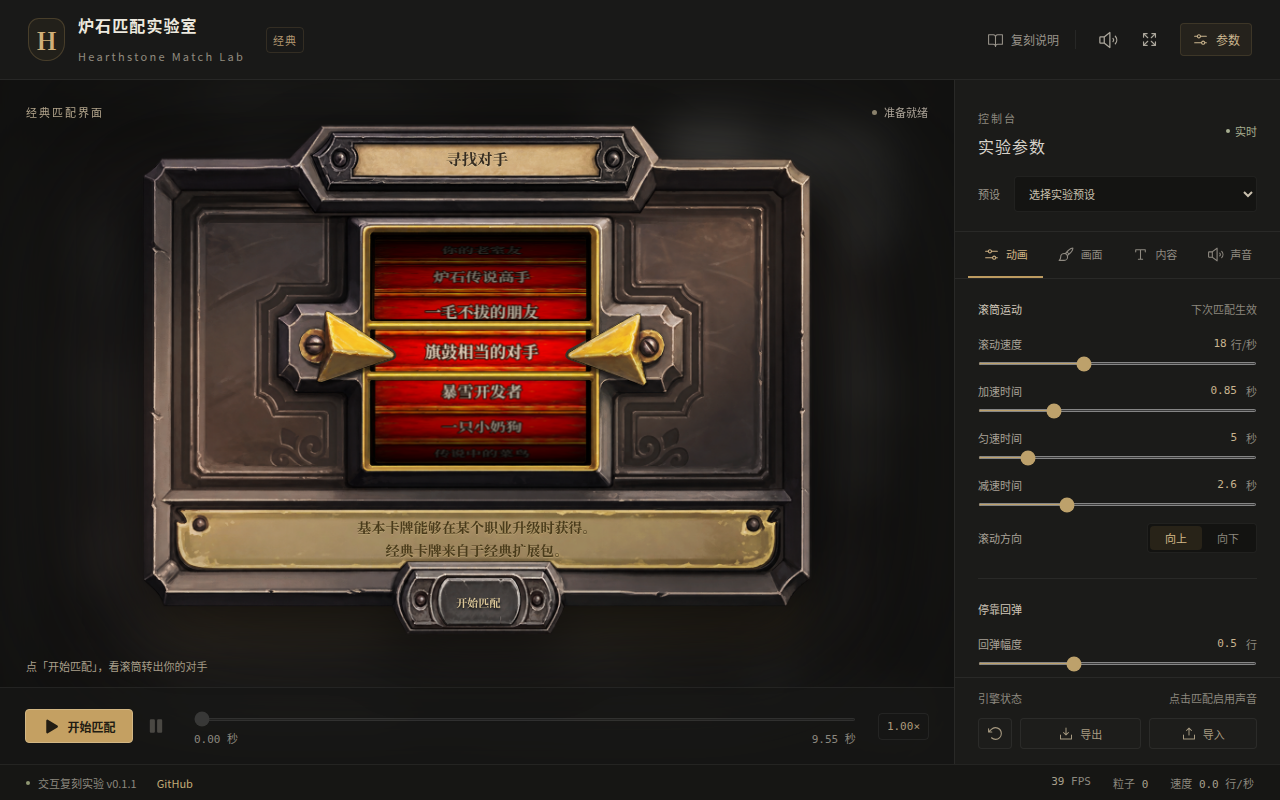 H
炉石匹配实验室
Hearthstone Match Lab
经典
复刻说明
参数
经典匹配界面
准备就绪
寻找对手
炉石传说高手
一毛不拔的朋友
旗鼓相当的对手
暴雪开发者
一只小奶狗
传说中的菜鸟
基本卡牌能够在某个职业升级时获得。
经典卡牌来自于经典扩展包。
开始匹配
点「开始匹配」，看滚筒转出你的对手
开始匹配
0.00 秒
9.55 秒
1.00×
控制台
实验参数
实时
预设
选择实验预设
动画
画面
内容
声音
滚筒运动
下次匹配生效
滚动速度
18 行/秒
加速时间
0.85 秒
匀速时间
5 秒
减速时间
2.6 秒
滚动方向
向上
向下
停靠回弹
回弹幅度
0.5 行
引擎状态
点击匹配启用声音
导出
导入
交互复刻实验 v0.1.1
GitHub
39 FPS
粒子 0
速度 0.0 行/秒